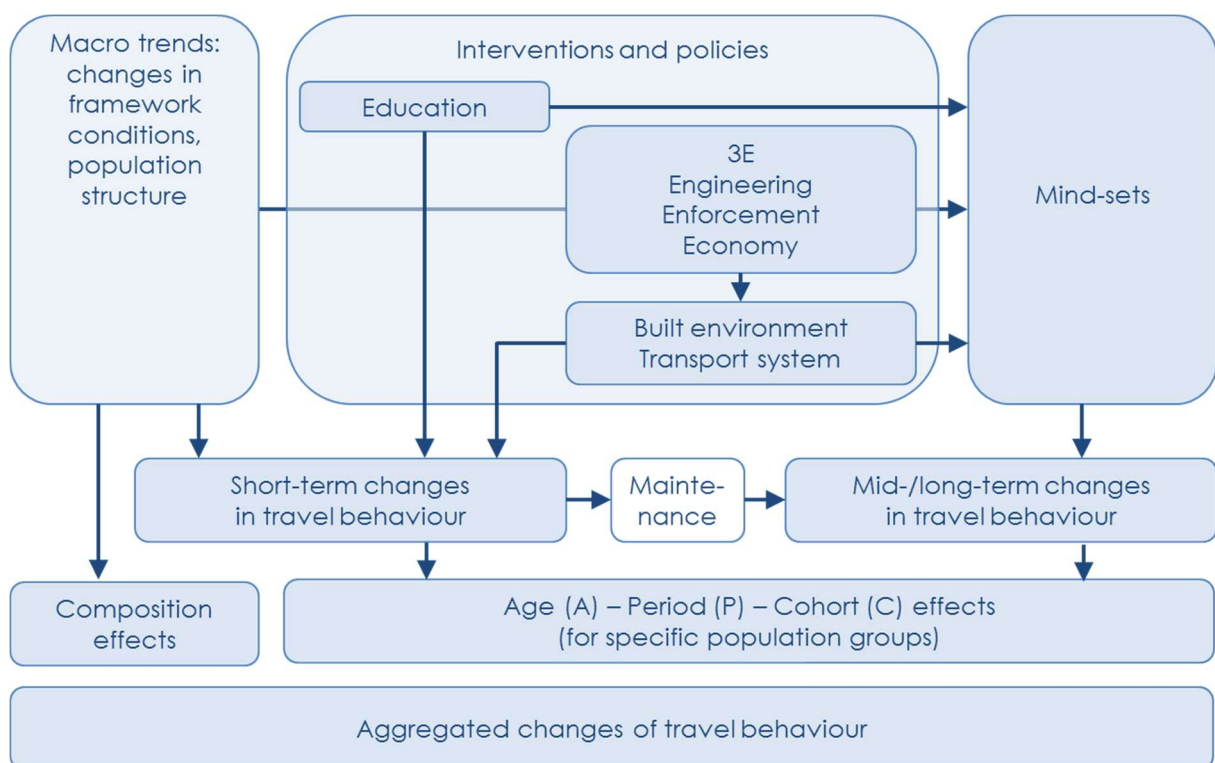 Macro trends:
changes in
framework
conditions,
population
structure
Interventions and policies
Education
3E
Engineering
Enforcement
Economy
Built environment
Transport system
Mind-sets
Short-term changes
in travel behaviour
Mainte-
nance
Mid-/long-term changes
in travel behaviour
Composition
effects
Age (A) – Period (P) – Cohort (C) effects
(for specific population groups)
Aggregated changes of travel behaviour